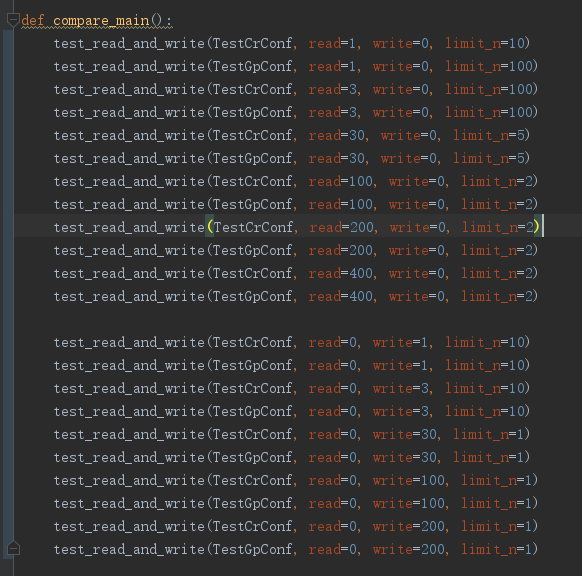 def compare_main():
    test_read_and_write(TestCrConf, read=1, write=0, limit_n=10)
    test_read_and_write(TestGpConf, read=1, write=0, limit_n=100)
    test_read_and_write(TestCrConf, read=3, write=0, limit_n=100)
    test_read_and_write(TestGpConf, read=3, write=0, limit_n=100)
    test_read_and_write(TestCrConf, read=30, write=0, limit_n=5)
    test_read_and_write(TestGpConf, read=30, write=0, limit_n=5)
    test_read_and_write(TestCrConf, read=100, write=0, limit_n=2)
    test_read_and_write(TestGpConf, read=100, write=0, limit_n=2)
    test_read_and_write(TestCrConf, read=200, write=0, limit_n=2)
    test_read_and_write(TestGpConf, read=200, write=0, limit_n=2)
    test_read_and_write(TestCrConf, read=400, write=0, limit_n=2)
    test_read_and_write(TestGpConf, read=400, write=0, limit_n=2)

    test_read_and_write(TestCrConf, read=0, write=1, limit_n=10)
    test_read_and_write(TestGpConf, read=0, write=1, limit_n=10)
    test_read_and_write(TestCrConf, read=0, write=3, limit_n=10)
    test_read_and_write(TestGpConf, read=0, write=3, limit_n=10)
    test_read_and_write(TestCrConf, read=0, write=30, limit_n=1)
    test_read_and_write(TestGpConf, read=0, write=30, limit_n=1)
    test_read_and_write(TestCrConf, read=0, write=100, limit_n=1)
    test_read_and_write(TestGpConf, read=0, write=100, limit_n=1)
    test_read_and_write(TestCrConf, read=0, write=200, limit_n=1)
    test_read_and_write(TestGpConf, read=0, write=200, limit_n=1)